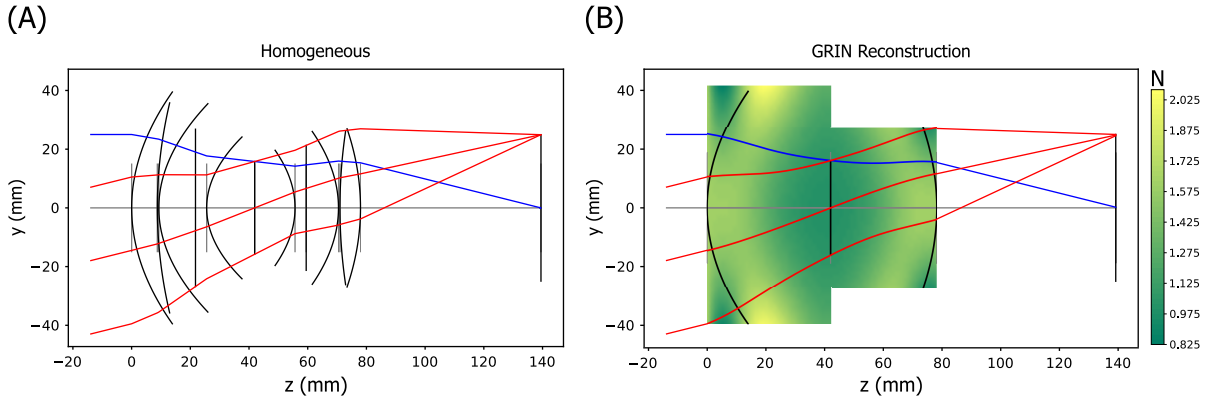 (A)
Homogeneous
40
20
0
−20
−40
y (mm)
−20 0 20 40 60 80 100 120 140
z (mm)
(B)
GRIN Reconstruction
40
20
0
−20
−40
y (mm)
−20 0 20 40 60 80 100 120 140
z (mm)
N
2.025
1.875
1.725
1.575
1.425
1.275
1.125
0.975
0.825